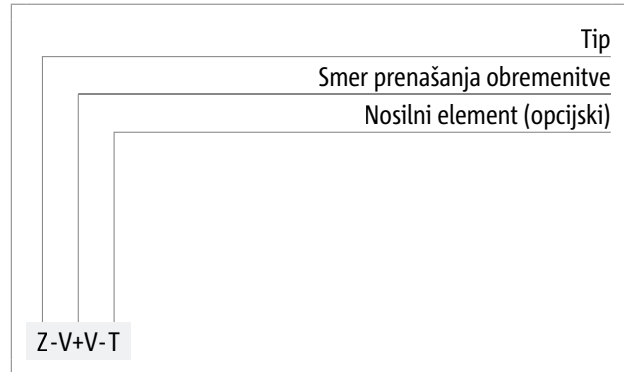 Tip
Smer prenašanja obremenitve
Nosilni element (opcijski)
Z-V+V-T